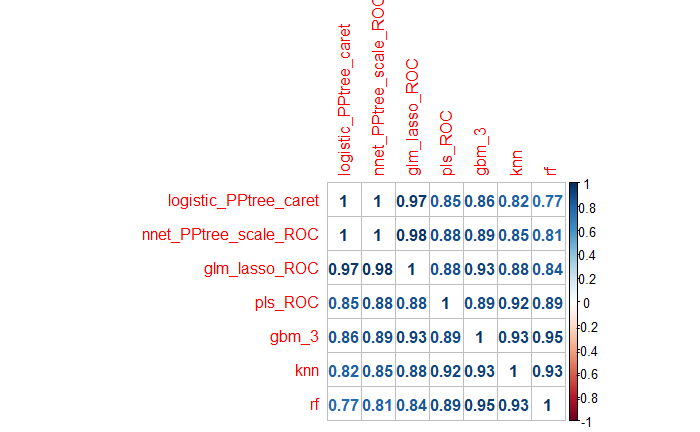 logistic_PPtree_caret
nnet_PPtree_scale_ROC
glm_lasso_ROC
pls_ROC
gbm_3
knn
rf
logistic_PPtree_caret 1 1 0.97 0.85 0.86 0.82 0.77
nnet_PPtree_scale_ROC 1 1 0.98 0.88 0.89 0.85 0.81
glm_lasso_ROC 0.97 0.98 1 0.88 0.93 0.88 0.84
pls_ROC 0.85 0.88 0.88 1 0.89 0.92 0.89
gbm_3 0.86 0.89 0.93 0.89 1 0.93 0.95
knn 0.82 0.85 0.88 0.92 0.93 1 0.93
rf 0.77 0.81 0.84 0.89 0.95 0.93 1
1
0.8
0.6
0.4
0.2
0
-0.2
-0.4
-0.6
-0.8
-1